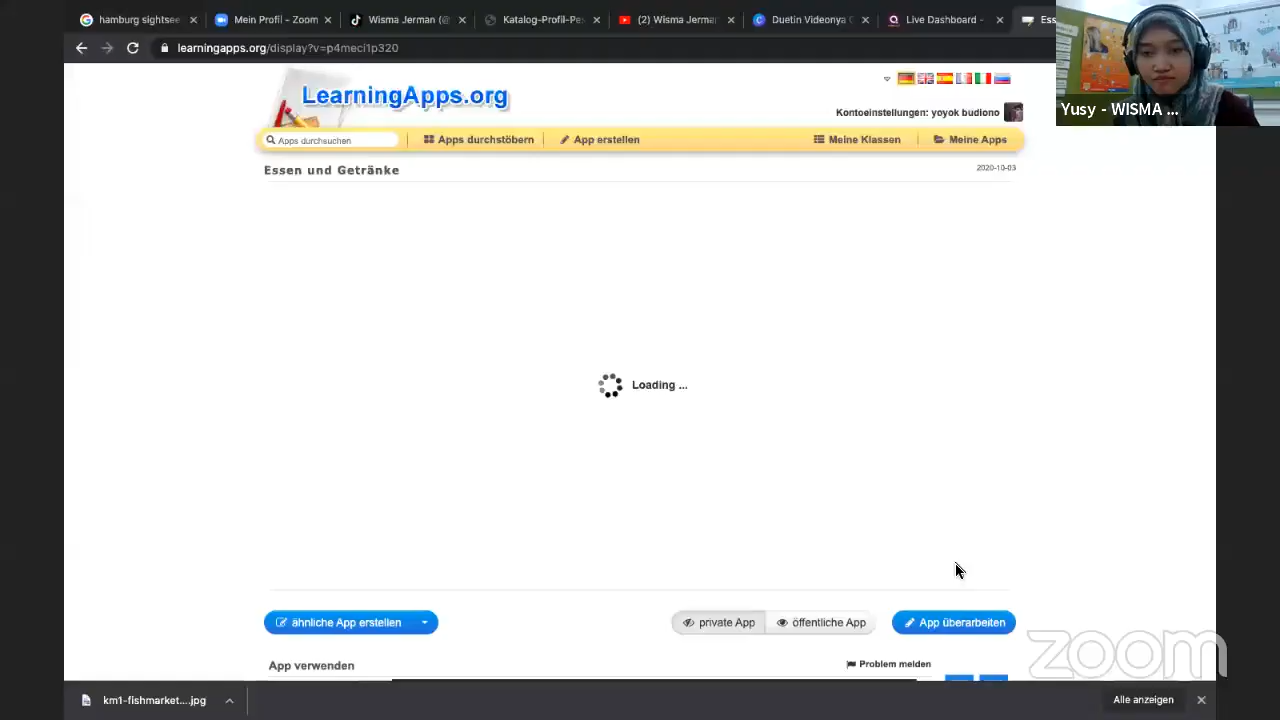 hamburg sightsee
Mein Profil - Zoom
Wisma Jerman (@
Katalog-Profil-Pes
(2) Wisma Jerman
Duetin Videonya
Live Dashboard -
Ess
learningapps.org/display?v=p4meci1p320
Yusy - WISMA ...
LearningApps.org
Kontoeinstellungen: yoyok budiono
Apps durchsuchen
Apps durchstöbern
App erstellen
Meine Klassen
Meine Apps
Essen und Getränke
2020-10-03
Loading ...
ähnliche App erstellen
private App
öffentliche App
App überarbeiten
zoom
App verwenden
Problem melden
km1-fishmarket....jpg
Alle anzeigen